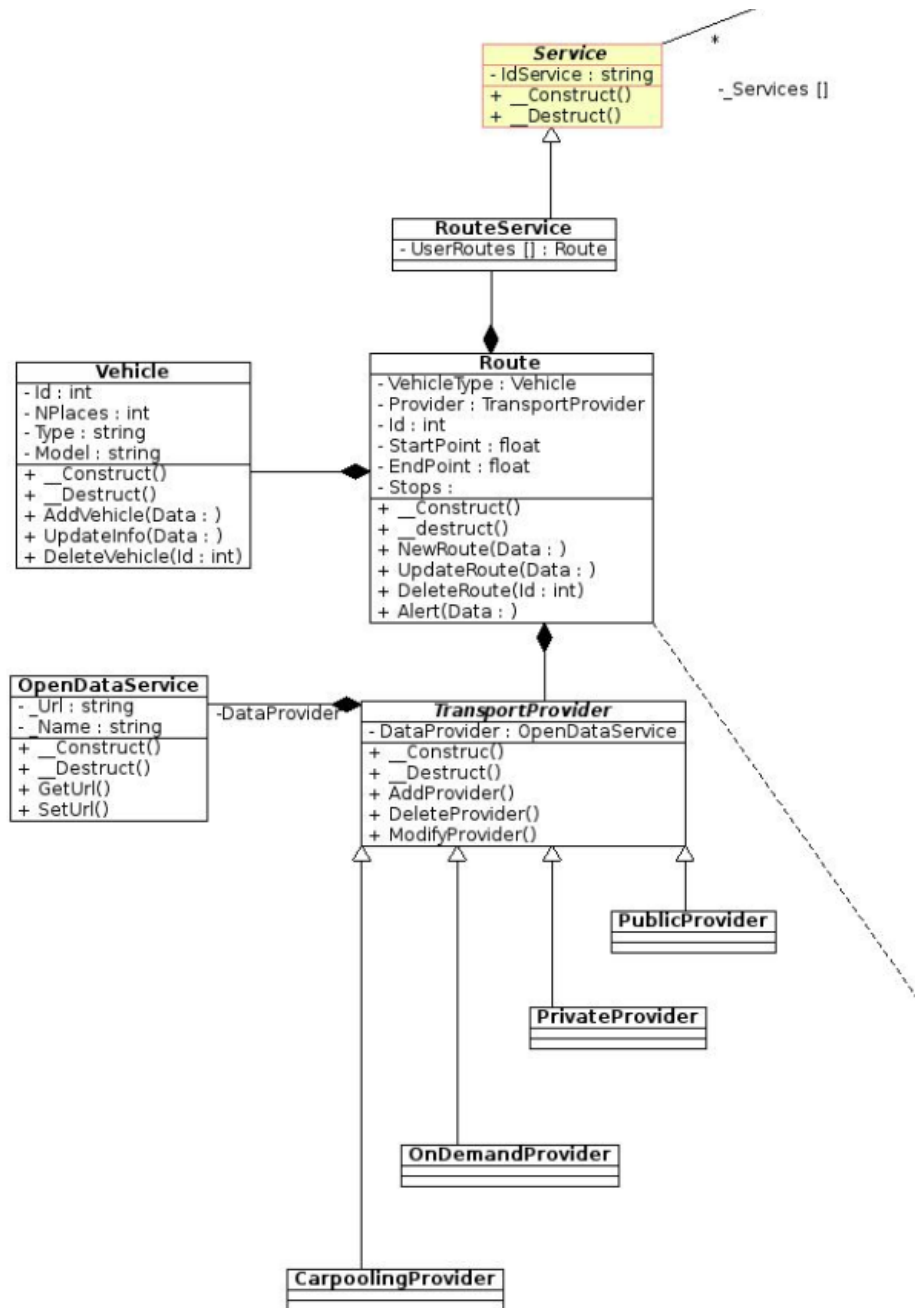 *
Service
- IdService : string
+ __Construct()
+ __Destruct()
-_Services []
RouteService
- UserRoutes [] : Route
Vehicle
- Id : int
- NPlaces : int
- Type : string
- Model : string
+ __Construct()
+ __Destruct()
+ AddVehicle(Data : )
+ UpdateInfo(Data : )
+ DeleteVehicle(Id : int)
Route
- VehicleType : Vehicle
- Provider : TransportProvider
- Id : int
- StartPoint : float
- EndPoint : float
- Stops :
+ __Construct()
+ __destruct()
+ NewRoute(Data : )
+ UpdateRoute(Data : )
+ DeleteRoute(Id : int)
+ Alert(Data : )
OpenDataService
- _Url : string
- _Name : string
+ __Construct()
+ __Destruct()
+ GetUrl()
+ SetUrl()
-DataProvider
TransportProvider
- DataProvider : OpenDataService
+ __Construc()
+ __Destruct()
+ AddProvider()
+ DeleteProvider()
+ ModifyProvider()
PublicProvider
PrivateProvider
OnDemandProvider
CarpoolingProvider